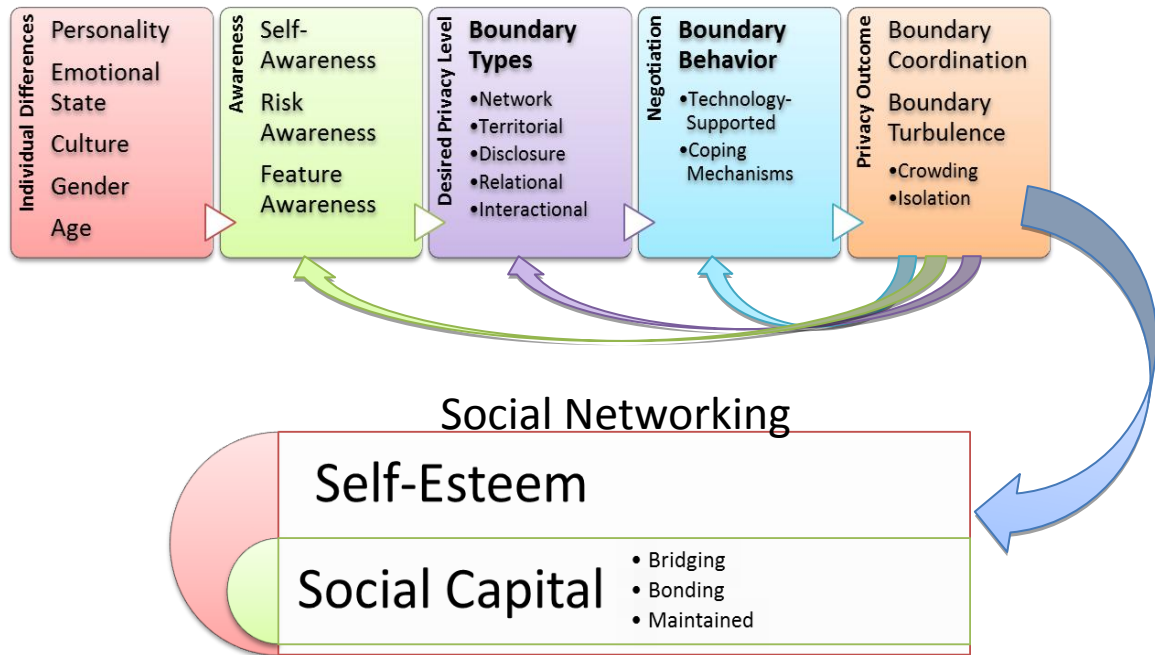 Individual Differences
Personality
Emotional
State
Culture
Gender
Age
Awareness
Self-
Awareness
Risk
Awareness
Feature
Awareness
Desired Privacy Level
Boundary
Types
•Network
•Territorial
•Disclosure
•Relational
•Interactional
Negotiation
Boundary
Behavior
•Technology-
Supported
•Coping
Mechanisms
Privacy Outcome
Boundary
Coordination
Boundary
Turbulence
•Crowding
•Isolation
Social Networking
Self-Esteem
Social Capital
• Bridging
• Bonding
• Maintained